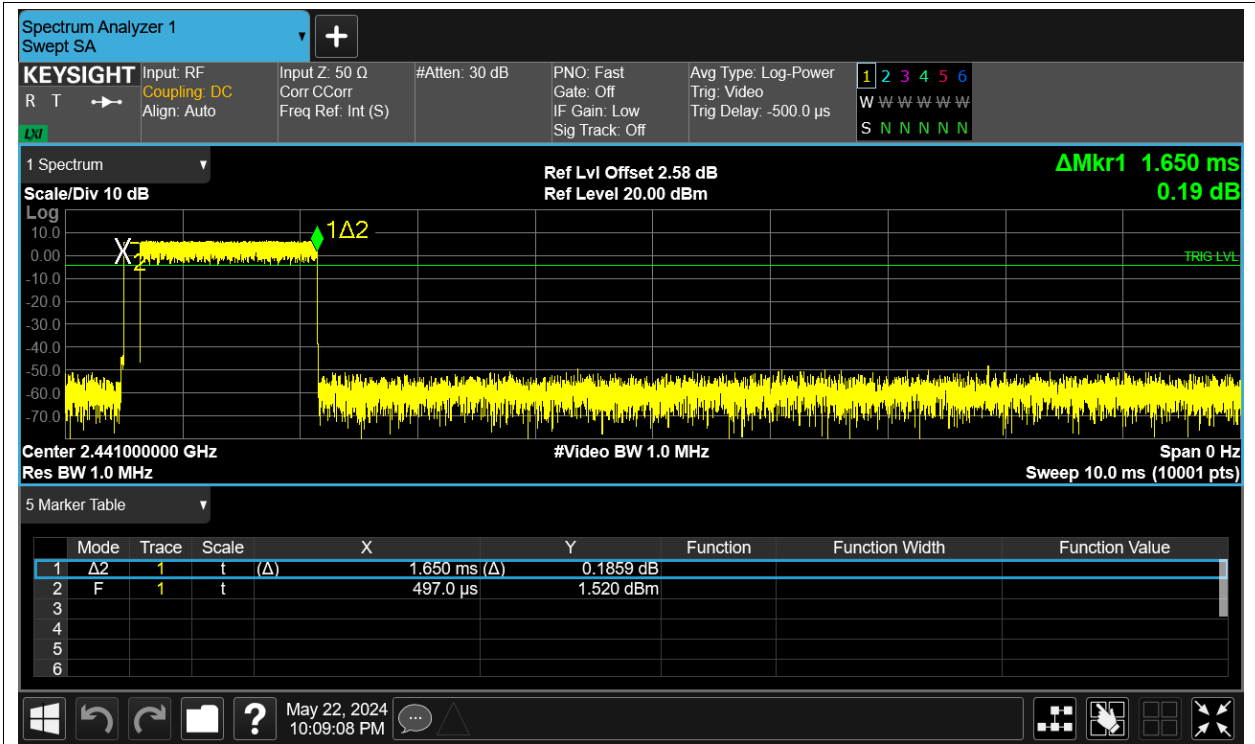 Spectrum Analyzer 1
Swept SA
KEYSIGHT
R T
LXI
Input: RF
Coupling: DC
Align: Auto
Input Z: 50 Ω
Corr CCorr
Freq Ref: Int (S)
#Atten: 30 dB
PNO: Fast
Gate: Off
IF Gain: Low
Sig Track: Off
Avg Type: Log-Power
Trig: Video
Trig Delay: -500.0 µs
1 2 3 4 5 6
W W W W W W
S N N N N N
1 Spectrum
Scale/Div 10 dB
Ref Lvl Offset 2.58 dB
Ref Level 20.00 dBm
ΔMkr1 1.650 ms
0.19 dB
Log
10.0
0.00
-10.0
-20.0
-30.0
-40.0
-50.0
-60.0
-70.0
X
2
1Δ2
TRIG LVL
Center 2.441000000 GHz
#Video BW 1.0 MHz
Span 0 Hz
Res BW 1.0 MHz
Sweep 10.0 ms (10001 pts)
5 Marker Table
Mode Trace Scale X Y Function Function Width Function Value
1 Δ2 1 t (Δ) 1.650 ms (Δ) 0.1859 dB
2 F 1 t 497.0 µs 1.520 dBm
3
4
5
6
?
May 22, 2024
10:09:08 PM